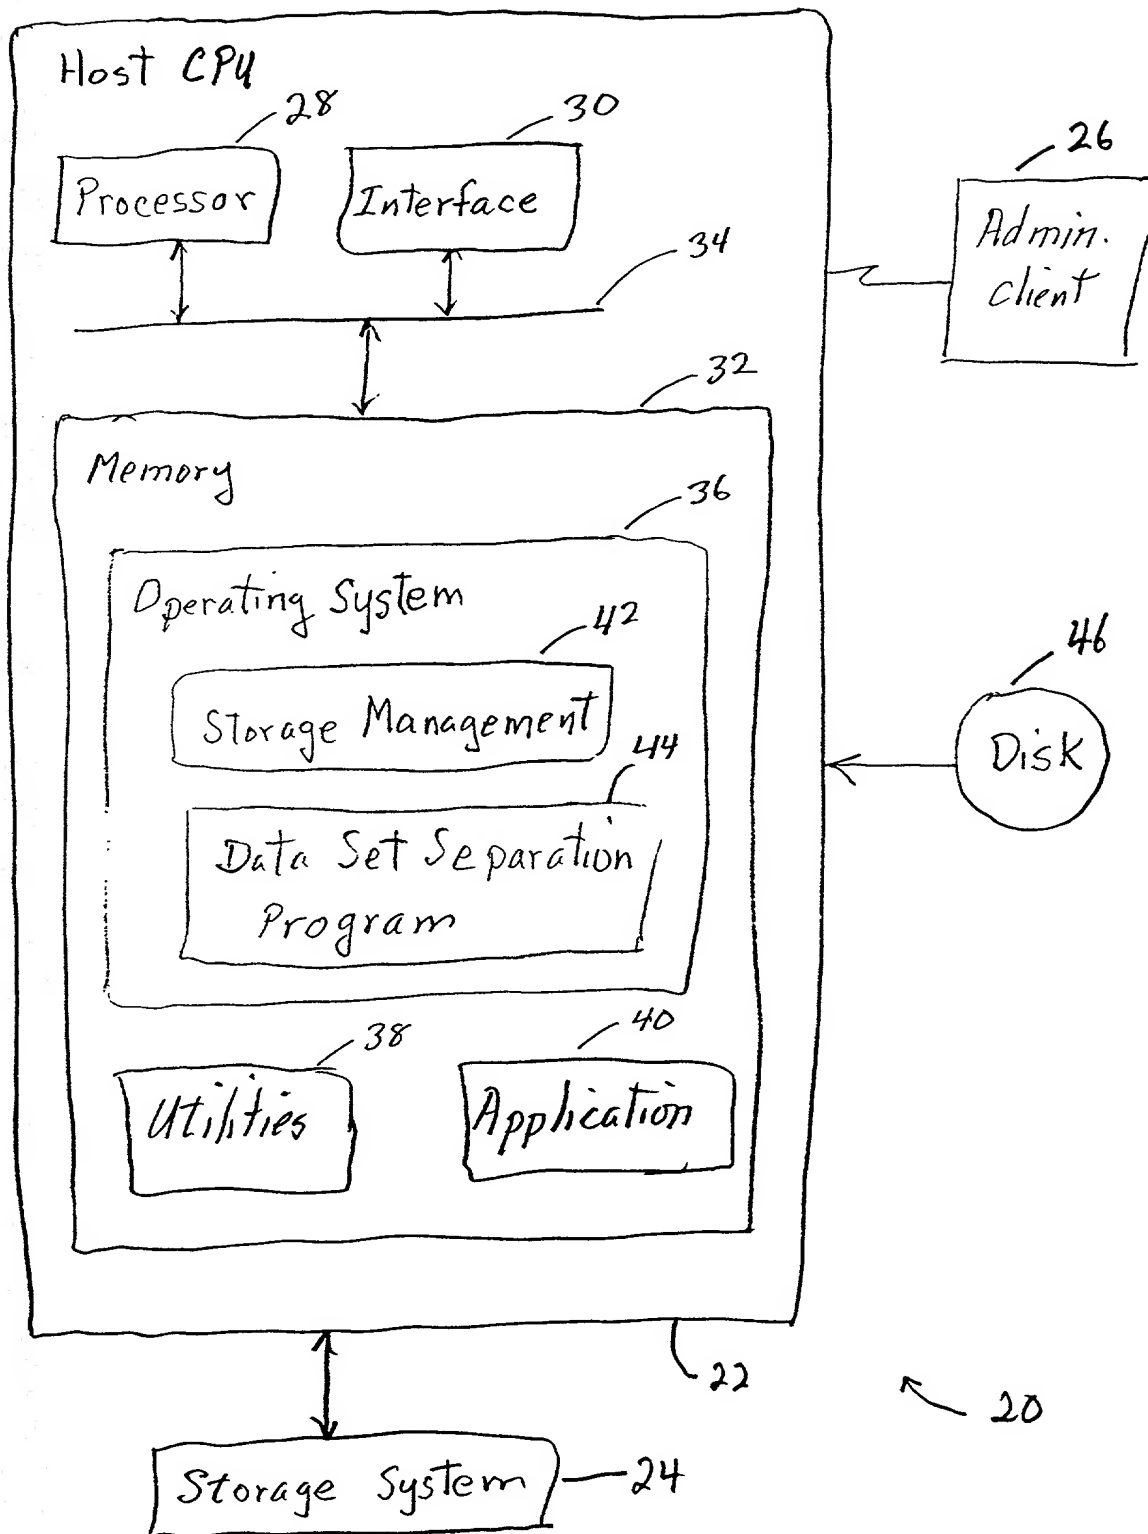 Host CPU
28
30
26
Processor
Interface
Admin.
client
34
32
Memory
36
Operating System
42
46
Storage Management
Disk
44
Data Set Separation
Program
38
40
Utilities
Application
22
20
Storage System
24